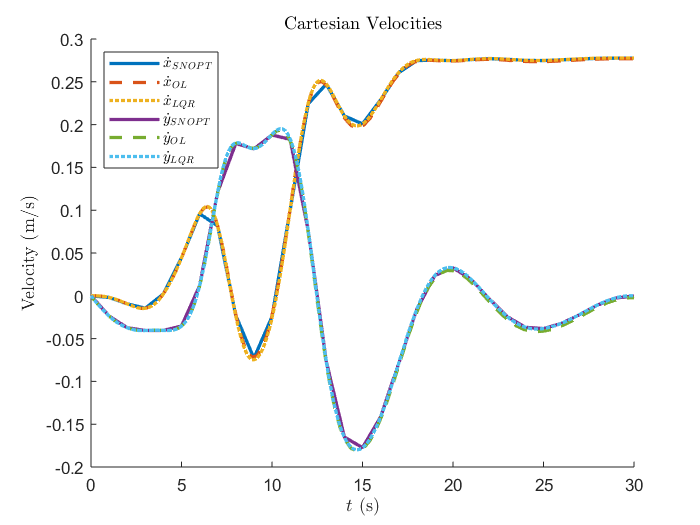 Cartesian Velocities
0.3
0.25
0.2
0.15
0.1
0.05
0
-0.05
-0.1
-0.15
-0.2
Velocity (m/s)
ẋ_SNOPT
ẋ_OL
ẋ_LQR
ẏ_SNOPT
ẏ_OL
ẏ_LQR
0 5 10 15 20 25 30
t (s)